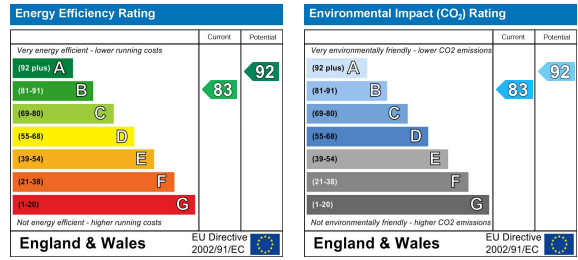 Energy Efficiency Rating
Current Potential
Very energy efficient - lower running costs
(92 plus) A
(81-91) B
(69-80) C
(55-68) D
(39-54) E
(21-38) F
(1-20) G
83
92
Not energy efficient - higher running costs
England & Wales
EU Directive
2002/91/EC
Environmental Impact (CO2) Rating
Current Potential
Very environmentally friendly - lower CO2 emissions
(92 plus) A
(81-91) B
(69-80) C
(55-68) D
(39-54) E
(21-38) F
(1-20) G
83
92
Not environmentally friendly - higher CO2 emissions
England & Wales
EU Directive
2002/91/EC